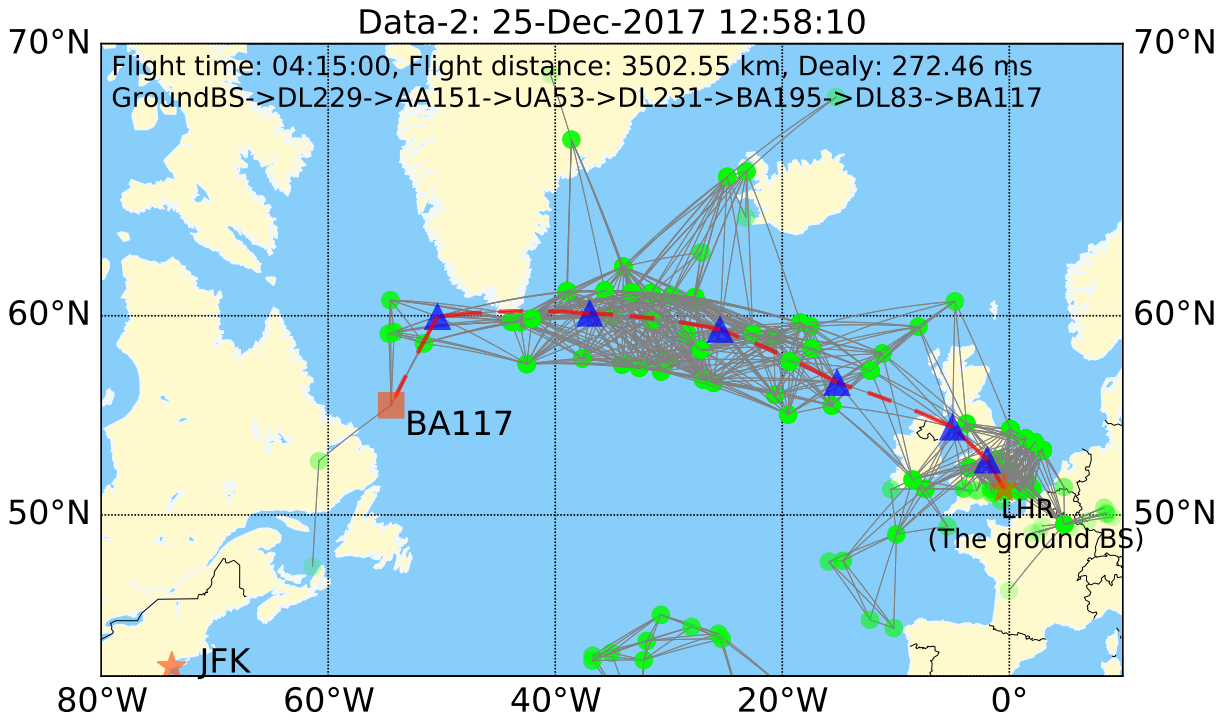 Data-2: 25-Dec-2017 12:58:10
70°N 70°N
Flight time: 04:15:00, Flight distance: 3502.55 km, Dealy: 272.46 ms
GroundBS->DL229->AA151->UA53->DL231->BA195->DL83->BA117
60°N 60°N
BA117
50°N 50°N
LHR
(The ground BS)
JFK
80°W 60°W 40°W 20°W 0°